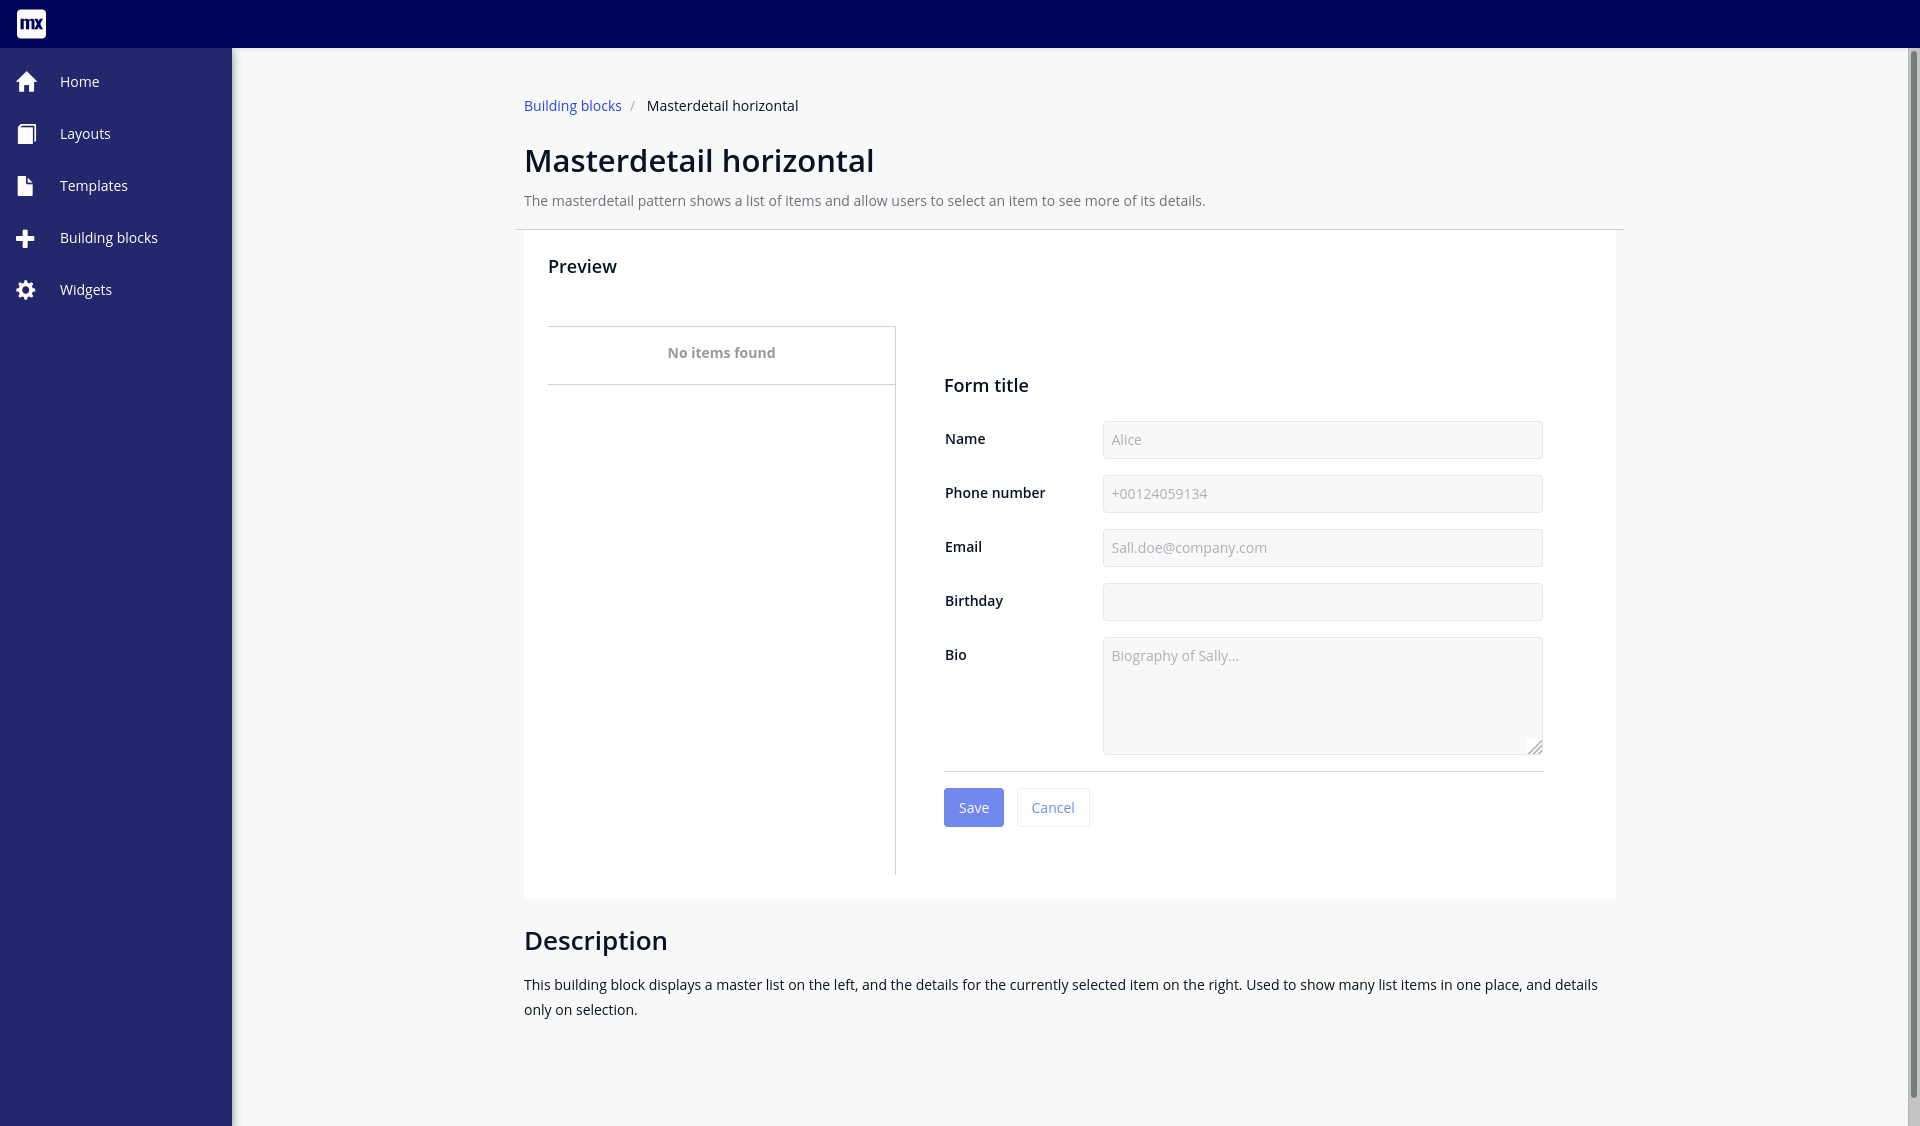 mx
Home
Layouts
Templates
Building blocks
Widgets
Building blocks / Masterdetail horizontal
Masterdetail horizontal
The masterdetail pattern shows a list of items and allow users to select an item to see more of its details.
Preview
No items found
Form title
Name
Alice
Phone number
+00124059134
Email
Sall.doe@company.com
Birthday
Bio
Biography of Sally...
Save
Cancel
Description
This building block displays a master list on the left, and the details for the currently selected item on the right. Used to show many list items in one place, and details
only on selection.